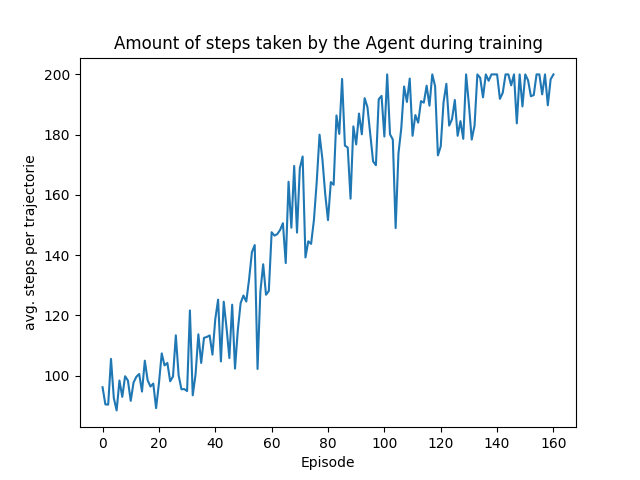 Amount of steps taken by the Agent during training
avg. steps per trajectorie
200
180
160
140
120
100
0 20 40 60 80 100 120 140 160
Episode